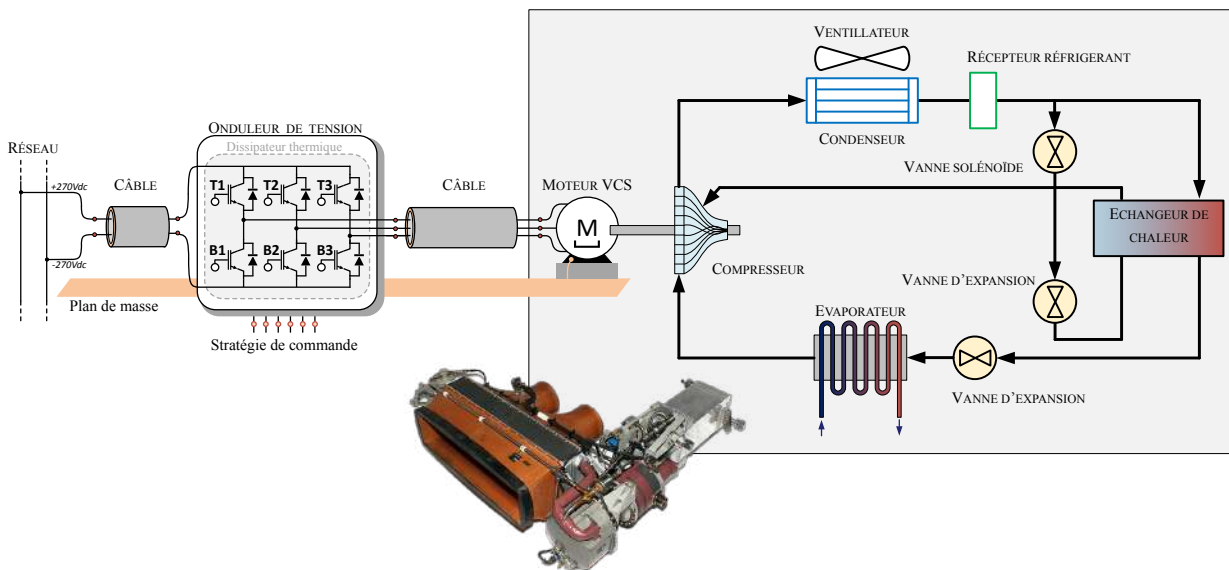 VENTILLATEUR
RÉCEPTEUR RÉFRIGERANT
CONDENSEUR
VANNE SOLÉNOÏDE
ONDULEUR DE TENSION
Dissipateur thermique
RÉSEAU
+270Vdc
-270Vdc
CÂBLE
T1
T2
T3
B1
B2
B3
CÂBLE
MOTEUR VCS
M
COMPRESSEUR
ECHANGEUR DE
CHALEUR
VANNE D'EXPANSION
Plan de masse
Stratégie de commande
EVAPORATEUR
VANNE D'EXPANSION